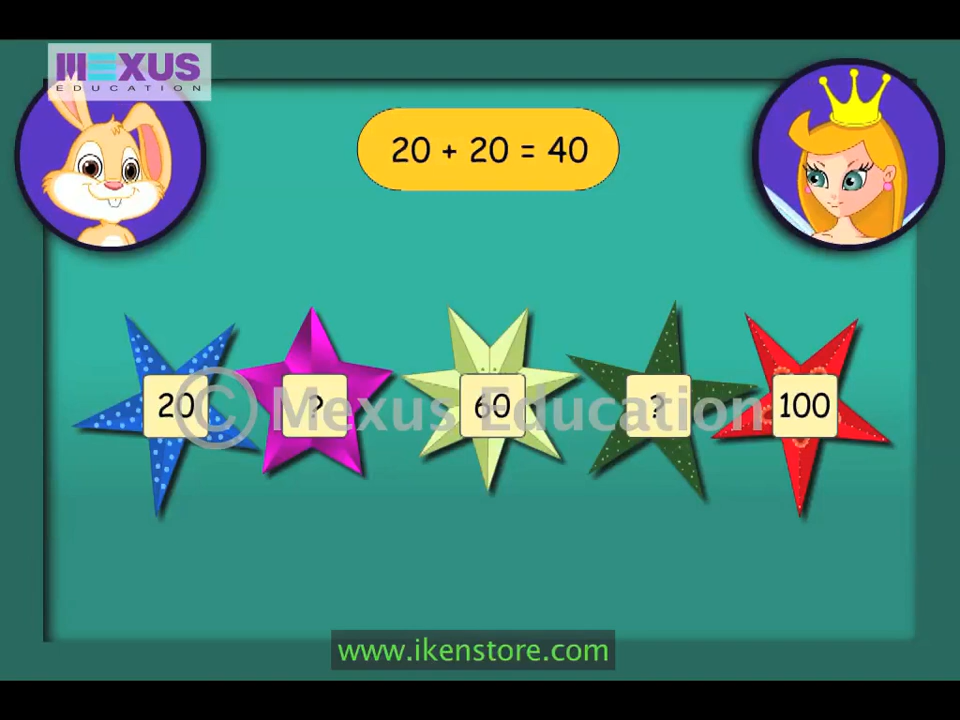 MEXUS
EDUCATION
20 + 20 = 40
20 ? 60 ? 100
© Mexus Education
www.ikenstore.com